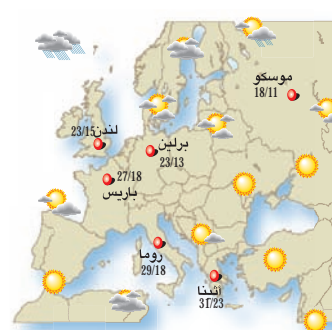 موسكو
18/11
لندن
23/15
برلين
23/13
27/18
باريس
روما
29/18
أثينا
31/23